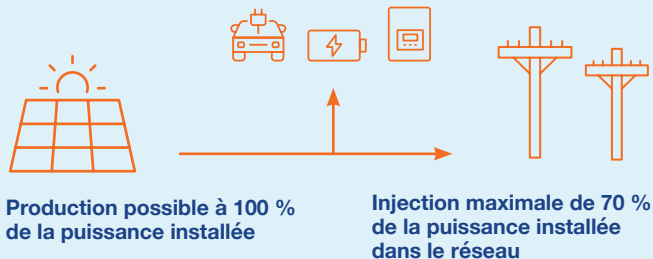 Production possible à 100 %
de la puissance installée
Injection maximale de 70 %
de la puissance installée
dans le réseau